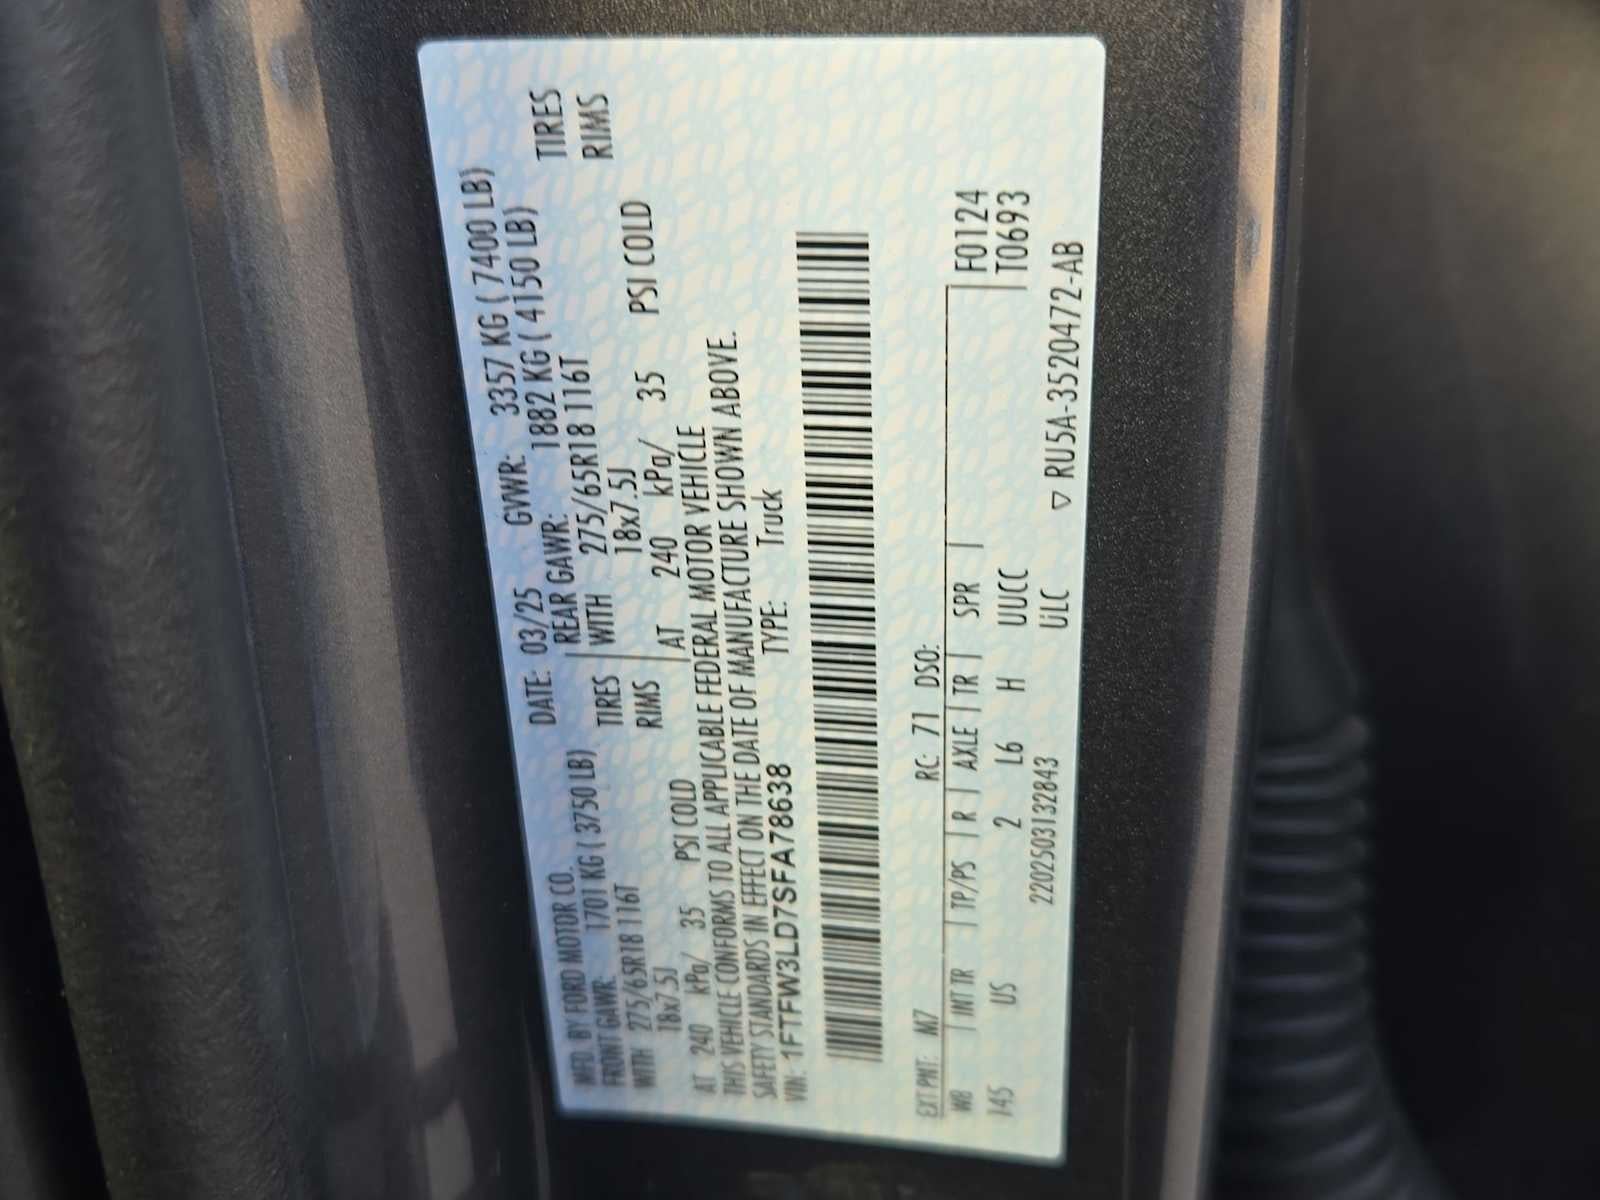 MFD. BY FORD MOTOR CO. DATE: 03/25 GVWR: 3357 KG ( 7400 LB)
FRONT GAWR: 1701 KG ( 3750 LB) REAR GAWR: 1882 KG ( 4150 LB)
WITH 275/65R18 116T TIRES WITH 275/65R18 116T TIRES
18x7.5J RIMS 18x7.5J RIMS
AT 240 kPa/ 35 PSI COLD AT 240 kPa/ 35 PSI COLD
THIS VEHICLE CONFORMS TO ALL APPLICABLE FEDERAL MOTOR VEHICLE
SAFETY STANDARDS IN EFFECT ON THE DATE OF MANUFACTURE SHOWN ABOVE.
VIN: 1FTFW3LD7SFA78638 TYPE: Truck
EXT PNT: M7 RC: 71 DSO: F0124
WB INT TR TP/PS R AXLE TR SPR T0693
145 US 2 L6 H UUCC
2202503132843 UILC ▽ RU5A-3520472-AB